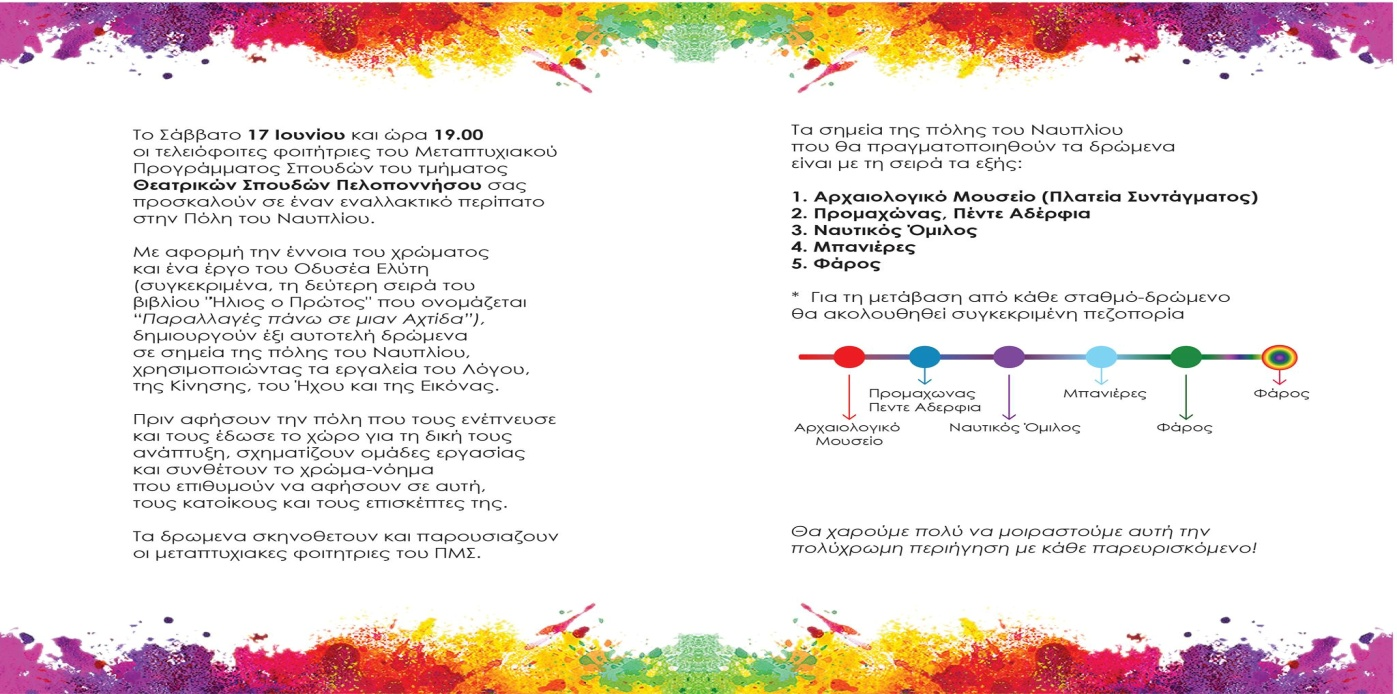 Το Σάββατο 17 Ιουνίου και ώρα 19.00
οι τελειόφοιτες φοιτήτριες του Μεταπτυχιακού
Προγράμματος Σπουδών του τμήματος
Θεατρικών Σπουδών Πελοποννήσου σας
προσκαλούν σε έναν εναλλακτικό περίπατο
στην Πόλη του Ναυπλίου.
Με αφορμή την έννοια του χρώματος
και ένα έργο του Οδυσέα Ελύτη
(συγκεκριμένα, τη δεύτερη σειρά του
βιβλίου "Ήλιος ο Πρώτος" που ονομάζεται
“Παραλλαγές πάνω σε μιαν Αχτίδα”),
δημιουργούν έξι αυτοτελή δρώμενα
σε σημεία της πόλης του Ναυπλίου,
χρησιμοποιώντας τα εργαλεία του Λόγου,
της Κίνησης, του Ήχου και της Εικόνας.
Πριν αφήσουν την πόλη που τους ενέπνευσε
και τους έδωσε το χώρο για τη δική τους
ανάπτυξη, σχηματίζουν ομάδες εργασίας
και συνθέτουν το χρώμα-νόημα
που επιθυμούν να αφήσουν σε αυτή,
τους κατοίκους και τους επισκέπτες της.
Τα δρωμενα σκηνοθετουν και παρουσιαζουν
οι μεταπτυχιακες φοιτητριες του ΠΜΣ.
Τα σημεία της πόλης του Ναυπλίου
που θα πραγματοποιηθούν τα δρώμενα
είναι με τη σειρά τα εξής:
1. Αρχαιολογικό Μουσείο (Πλατεία Συντάγματος)
2. Προμαχώνας, Πέντε Αδέρφια
3. Ναυτικός Όμιλος
4. Μπανιέρες
5. Φάρος
* Για τη μετάβαση από κάθε σταθμό-δρώμενο
θα ακολουθηθεί συγκεκριμένη πεζοπορία
Προμαχωνας
Πεντε Αδερφια
Μπανιέρες
Φάρος
Αρχαιολογικό
Μουσείο
Ναυτικός Όμιλος
Φάρος
Θα χαρούμε πολύ να μοιραστούμε αυτή την
πολύχρωμη περιήγηση με κάθε παρευρισκόμενο!